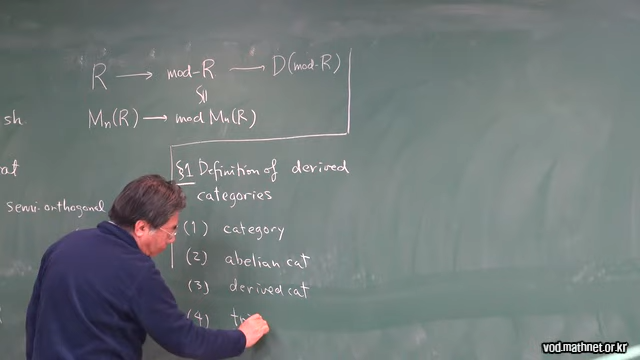 R → mod-R → D(mod-R)
≅
Mn(R) → mod Mn(R)
sh
at
semi-orthogonal
§1 Definition of derived
categories
(1) category
(2) abelian cat
(3) derived cat
(4)
vod.mathnet.or.kr